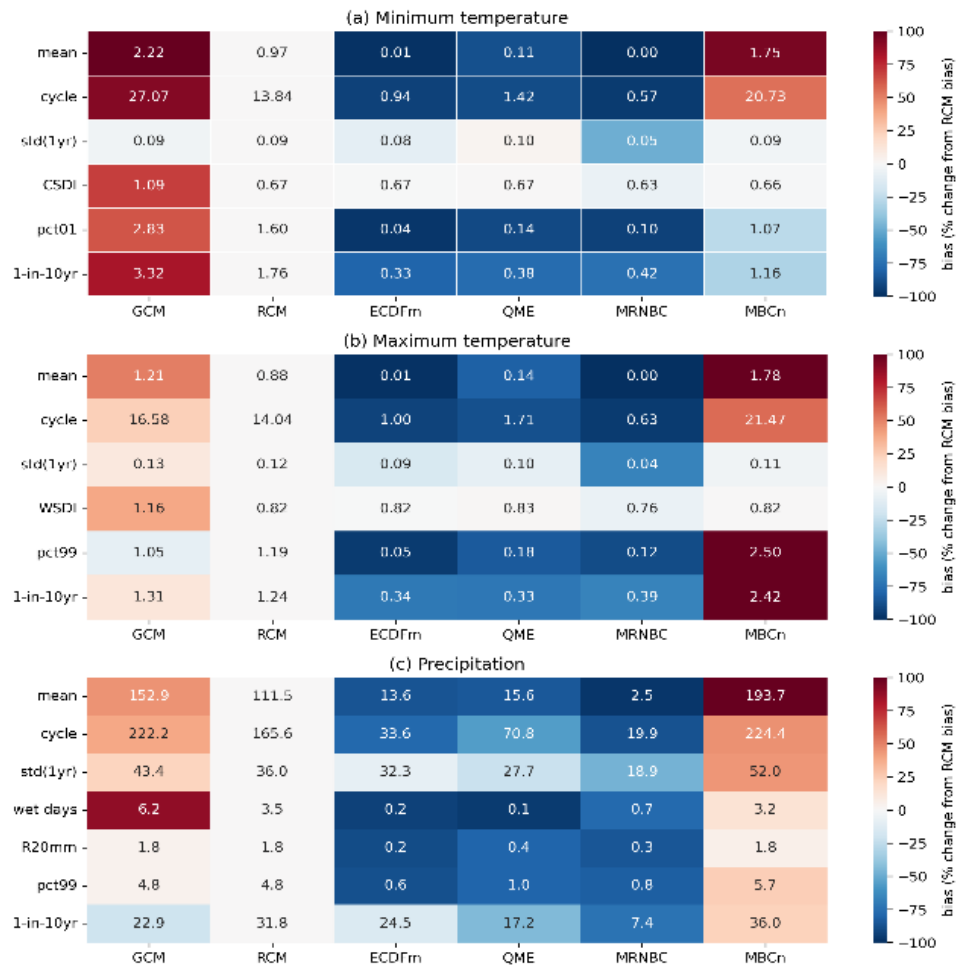 (a) Minimum temperature
mean 2.22 0.97 0.01 0.11 0.00 1.75
cycle 27.07 13.84 0.94 1.42 0.57 20.73
std(1yr) 0.09 0.09 0.08 0.10 0.05 0.09
CSDI 1.09 0.67 0.67 0.67 0.63 0.66
pct01 2.83 1.60 0.04 0.14 0.10 1.07
1-in-10yr 3.32 1.76 0.33 0.38 0.42 1.16
GCM RCM ECDFm QME MRNBC MBCn
100
75
50
25
0
−25
−50
−75
−100
bias (% change from RCM bias)
(b) Maximum temperature
mean 1.21 0.88 0.01 0.14 0.00 1.78
cycle 16.58 14.04 1.00 1.71 0.63 21.47
std(1yr) 0.13 0.12 0.09 0.10 0.04 0.11
WSDI 1.16 0.82 0.82 0.83 0.76 0.82
pct99 1.05 1.19 0.05 0.18 0.12 2.50
1-in-10yr 1.31 1.24 0.34 0.33 0.39 2.42
GCM RCM ECDFm QME MRNBC MBCn
100
75
50
25
0
−25
−50
−75
−100
bias (% change from RCM bias)
(c) Precipitation
mean 152.9 111.5 13.6 15.6 2.5 193.7
cycle 222.2 165.6 33.6 70.8 19.9 224.4
std(1yr) 43.4 36.0 32.3 27.7 18.9 52.0
wet days 6.2 3.5 0.2 0.1 0.7 3.2
R20mm 1.8 1.8 0.2 0.4 0.3 1.8
pct99 4.8 4.8 0.6 1.0 0.8 5.7
1-in-10yr 22.9 31.8 24.5 17.2 7.4 36.0
GCM RCM ECDFm QME MRNBC MBCn
100
75
50
25
0
−25
−50
−75
−100
bias (% change from RCM bias)